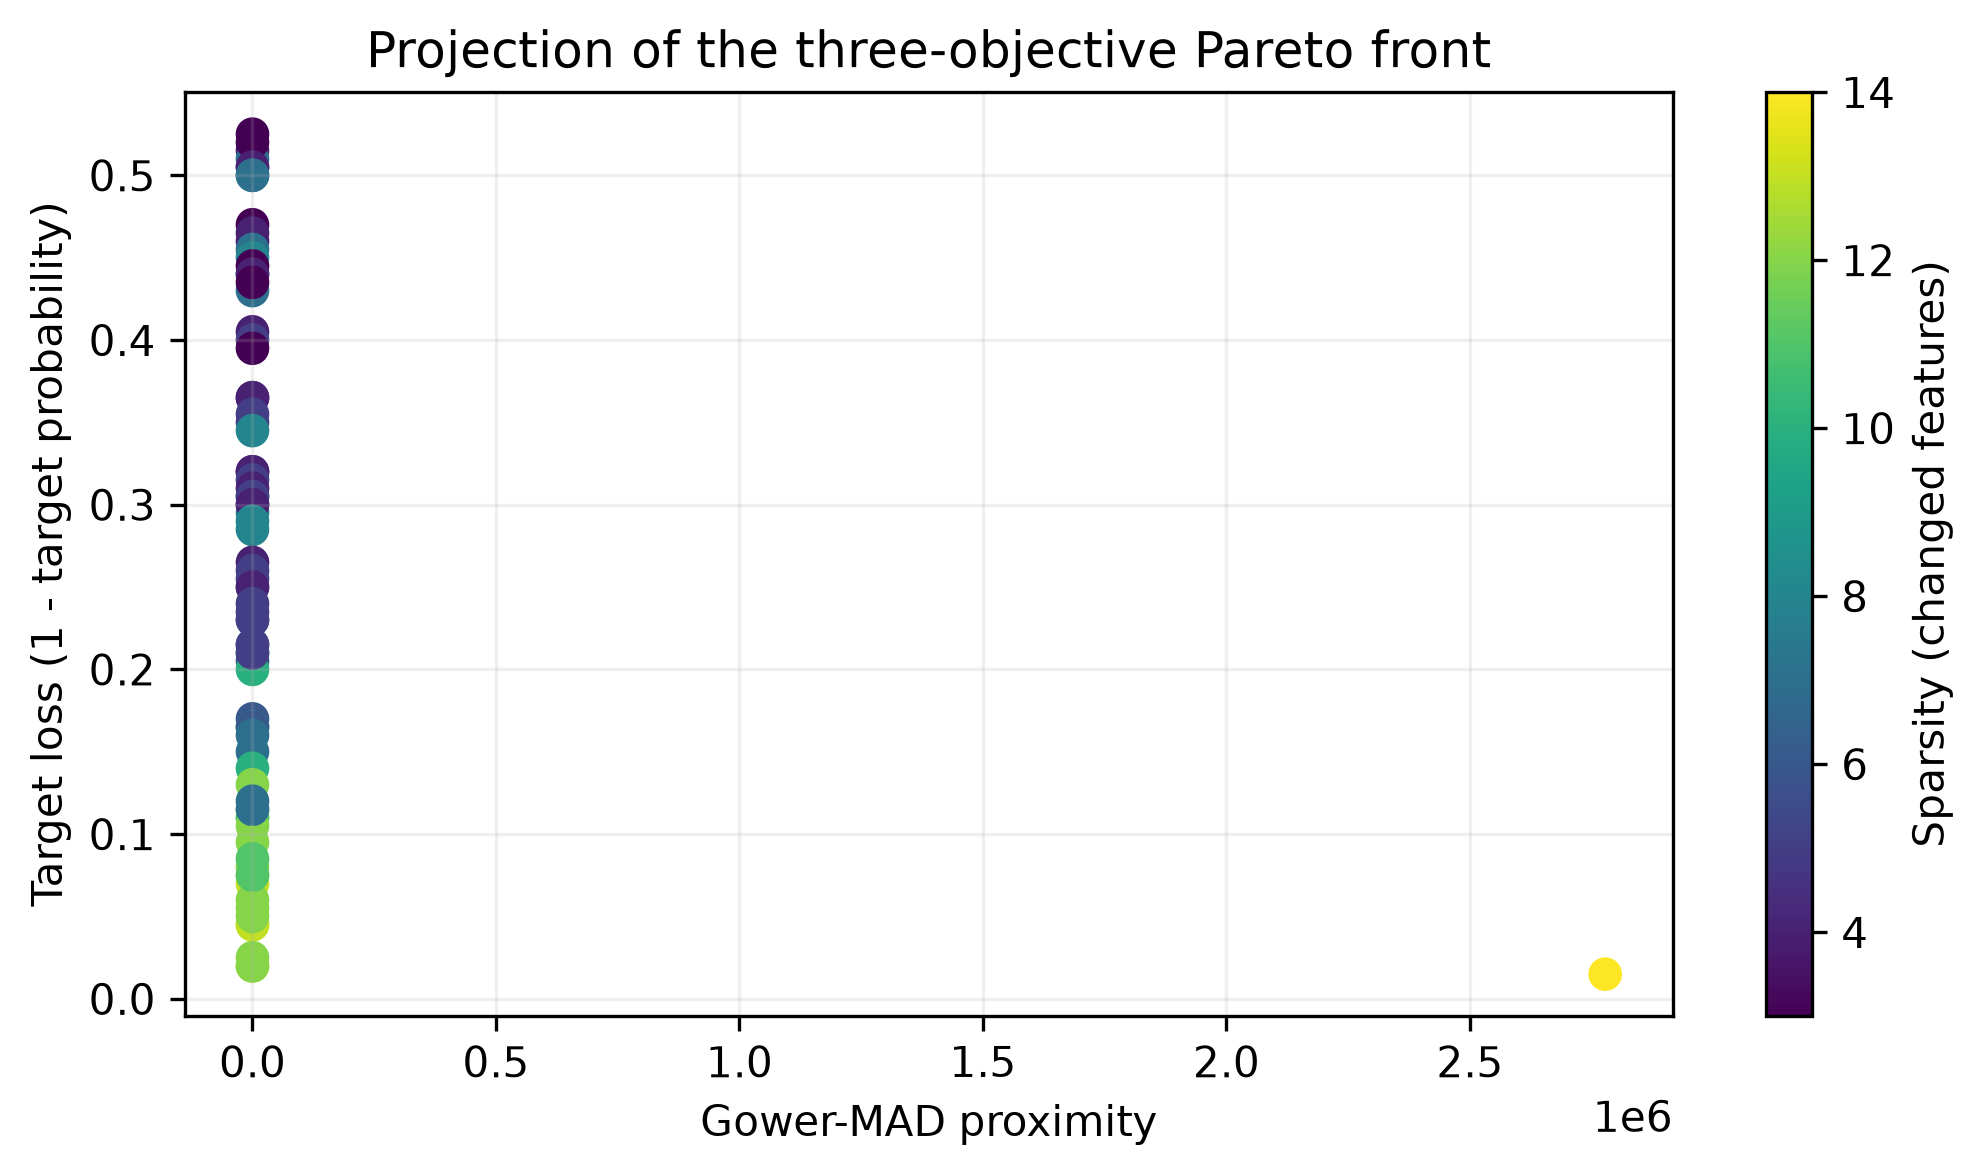 Projection of the three-objective Pareto front
Target loss (1 - target probability)
0.5
0.4
0.3
0.2
0.1
0.0
0.0 0.5 1.0 1.5 2.0 2.5
1e6
Gower-MAD proximity
14
12
10
8
6
4
Sparsity (changed features)